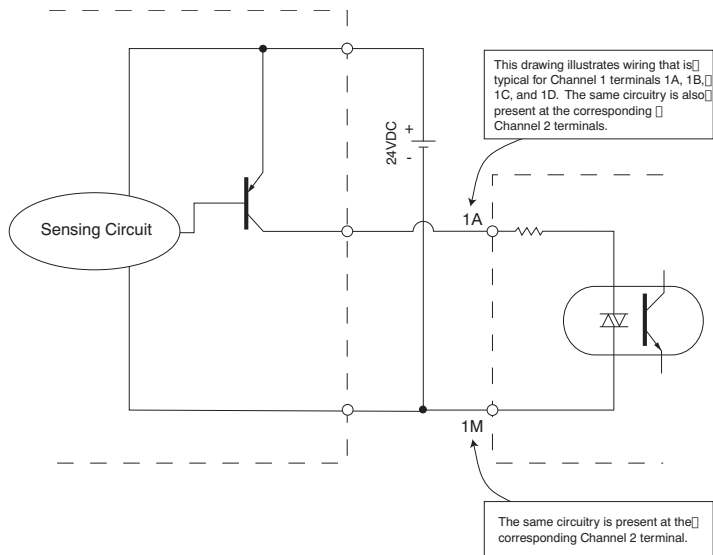 This drawing illustrates wiring that is▯
typical for Channel 1 terminals 1A, 1B,▯
1C, and 1D. The same circuitry is also▯
present at the corresponding ▯
Channel 2 terminals.
24VDC
+
-
1A
Sensing Circuit
1M
The same circuitry is present at the▯
corresponding Channel 2 terminal.